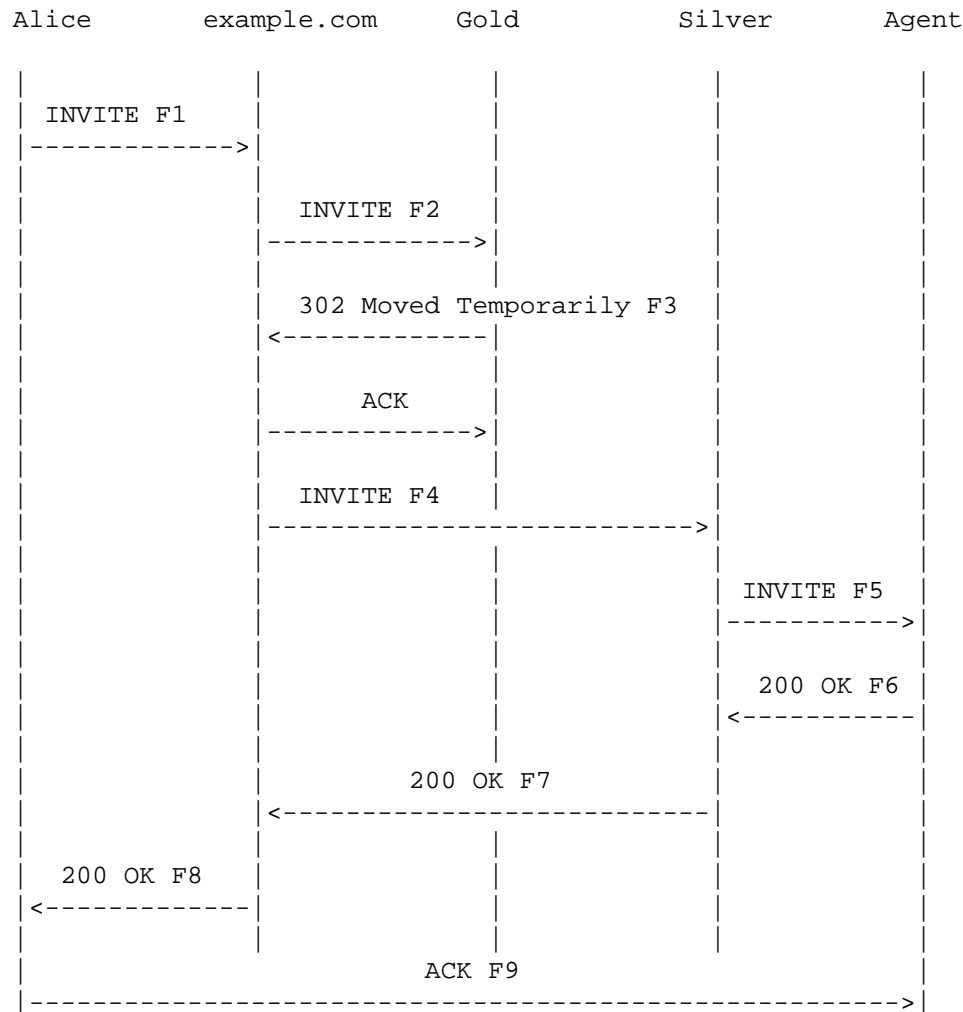 Alice example.com Gold Silver Agent
INVITE F1
INVITE F2
302 Moved Temporarily F3
ACK
INVITE F4
INVITE F5
200 OK F6
200 OK F7
200 OK F8
ACK F9